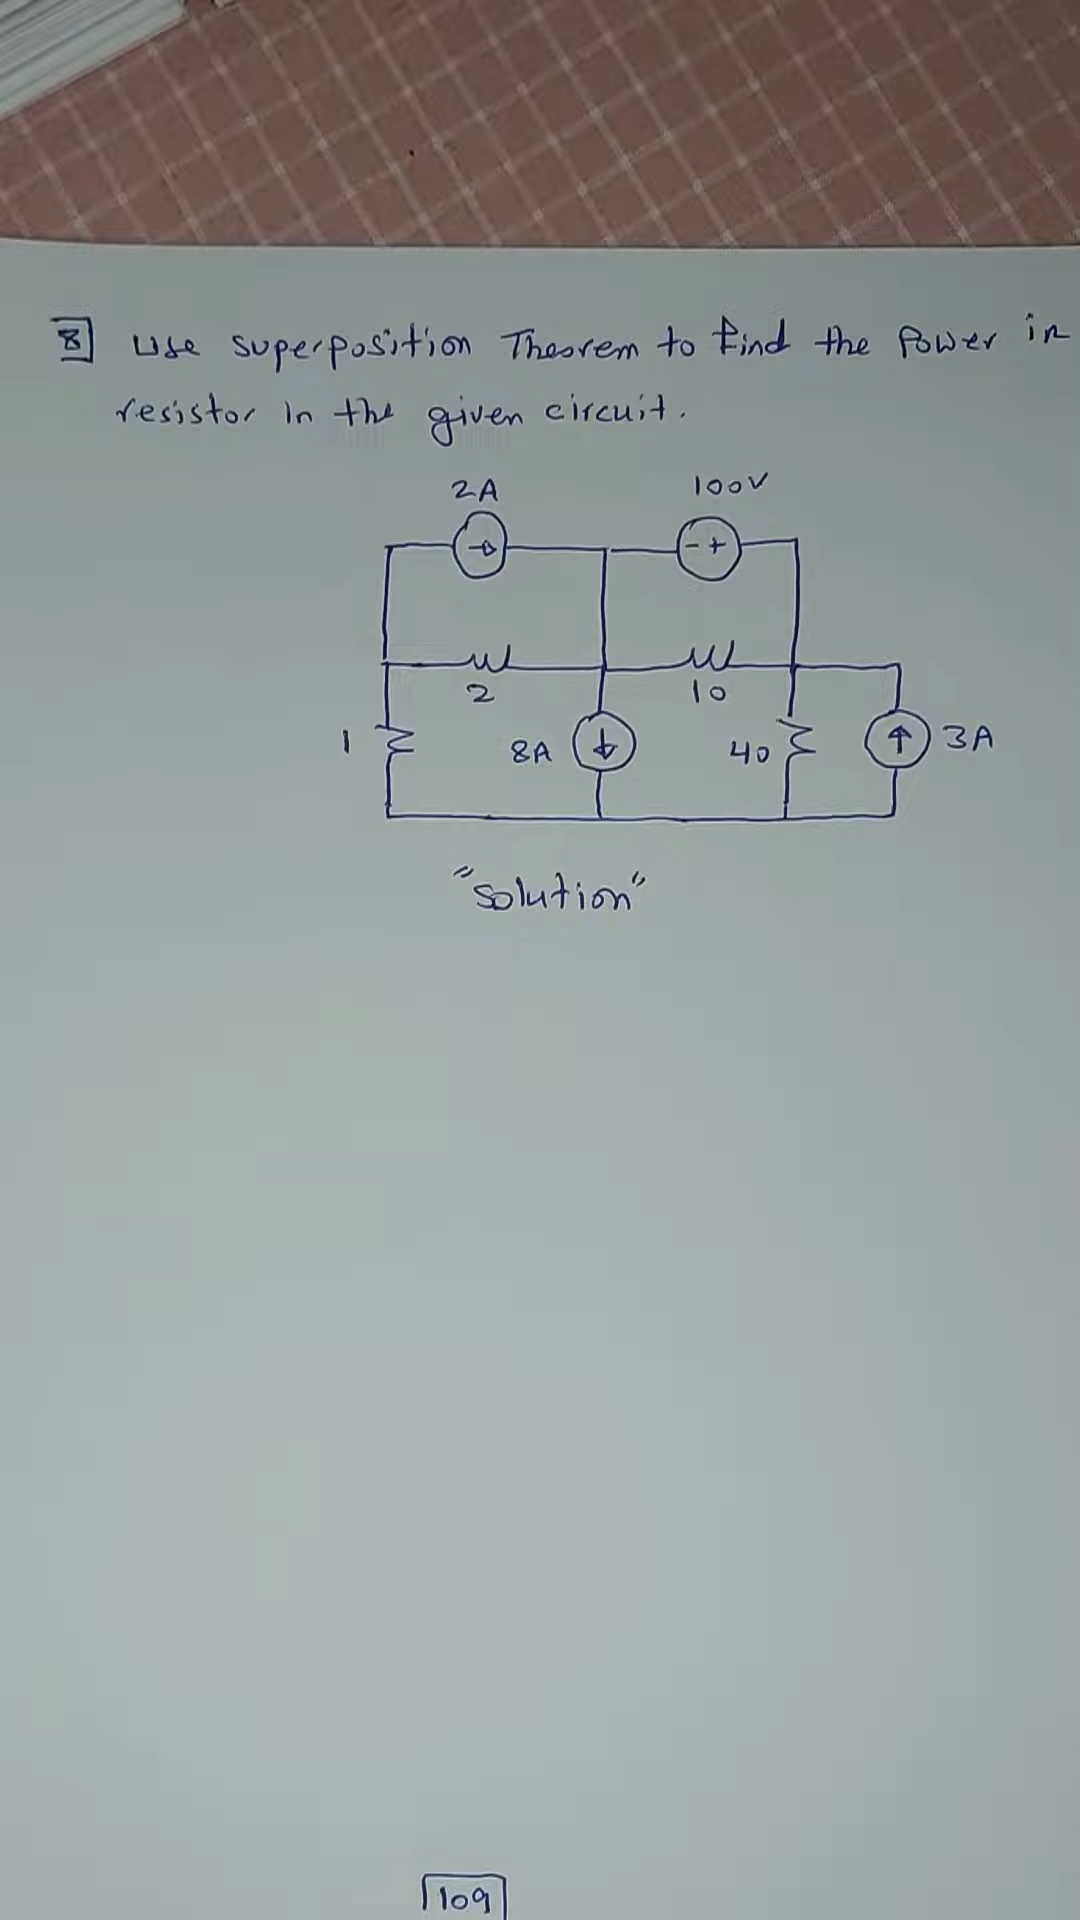 8 Use superposition Theorem to find the Power in
resistor in the given circuit.
2A 100V
- +
2 10
1 8A 40 3A
"solution"
109